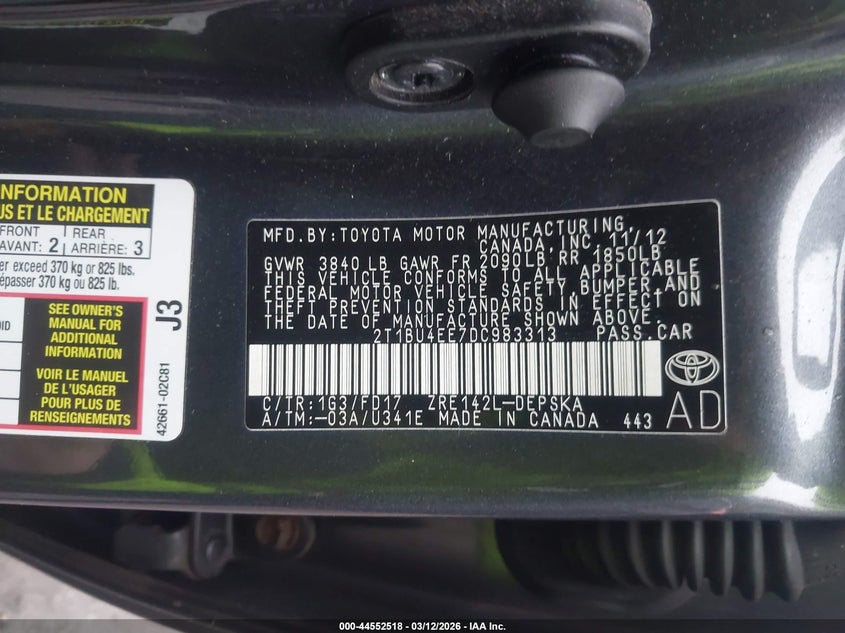 INFORMATION
US ET LE CHARGEMENT
FRONT
AVANT: 2
REAR
ARRIÈRE: 3
er exceed 370 kg or 825 lbs.
épasser 370 kg ou 825 lb.
SEE OWNER'S
MANUAL FOR
ADDITIONAL
INFORMATION
VOIR LE MANUEL
DE L'USAGER
POUR PLUS DE
RENSEIGNEMENTS
42661-02C81
J3
MFD.BY:TOYOTA MOTOR MANUFACTURING,
CANADA,INC.11/12
GVWR 3840 LB GAWR FR 2090LB RR 1850LB
THIS VEHICLE CONFORMS TO ALL APPLICABLE
FEDERAL MOTOR VEHICLE SAFETY,BUMPER,AND
THEFT PREVENTION STANDARDS IN EFFECT ON
THE DATE OF MANUFACTURE SHOWN ABOVE.
2T1BU4EE7DC983313 PASS.CAR
C/TR:1G3/FD17 ZRE142L-DEPSKA
A/TM:-03A/U341E MADE IN CANADA 443
AD
000-44552518 - 03/12/2026 - IAA Inc.